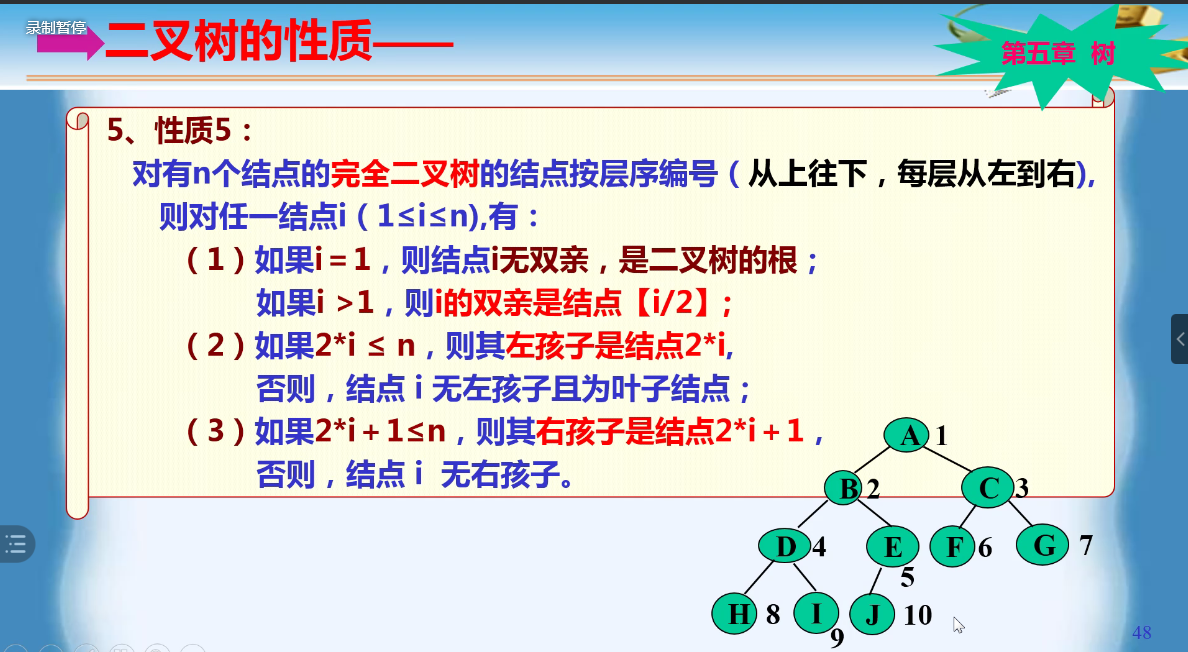 录制暂停
二叉树的性质——
第五章 树
5、性质5：
对有n个结点的完全二叉树的结点按层序编号（从上往下，每层从左到右),
则对任一结点i（1≤i≤n),有：
（1）如果i＝1，则结点i无双亲，是二叉树的根；
如果i >1，则i的双亲是结点【i/2】;
（2）如果2*i ≤ n，则其左孩子是结点2*i,
否则，结点 i 无左孩子且为叶子结点；
（3）如果2*i＋1≤n，则其右孩子是结点2*i＋1，
否则，结点 i 无右孩子。
A 1
B 2 C 3
D 4 E 5 F 6 G 7
H 8 I 9 J 10
48